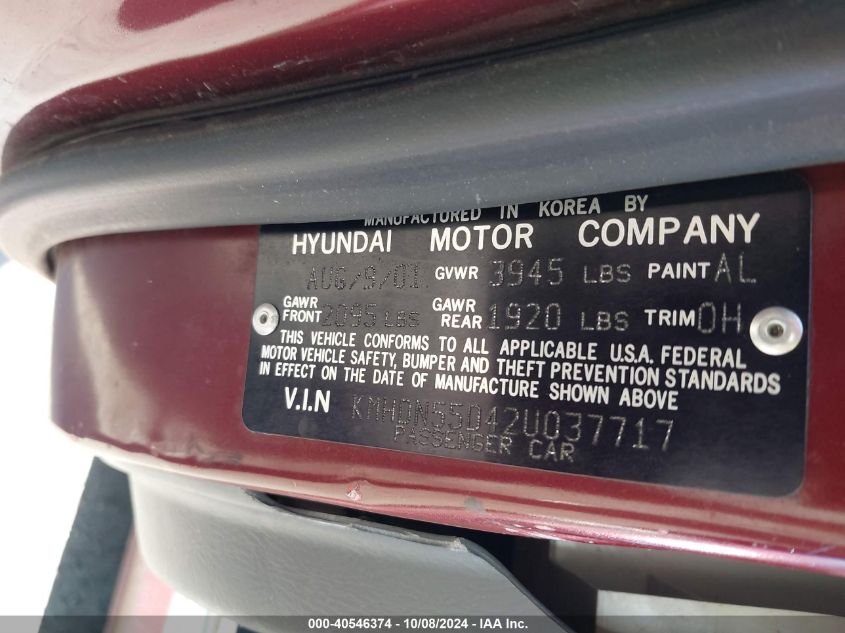 MANUFACTURED IN KOREA BY
HYUNDAI MOTOR COMPANY
AUG/9/01. GVWR 3945 LBS PAINT AL
GAWR FRONT 2095 LBS GAWR REAR 1920 LBS TRIM OH
THIS VEHICLE CONFORMS TO ALL APPLICABLE U.S.A. FEDERAL
MOTOR VEHICLE SAFETY, BUMPER AND THEFT PREVENTION STANDARDS
IN EFFECT ON THE DATE OF MANUFACTURE SHOWN ABOVE
V.I.N KMHDN55D42U037717
PASSENGER CAR
000-40546374 - 10/08/2024 - IAA Inc.